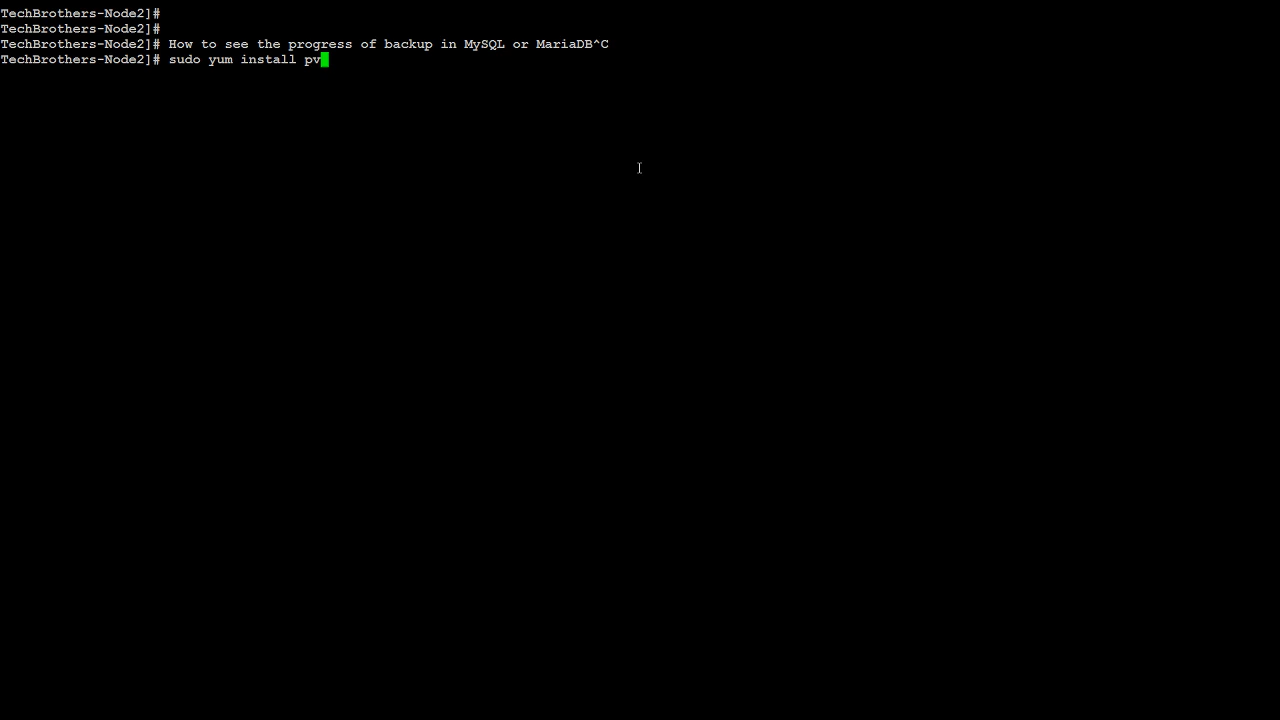 TechBrothers-Node2]#
TechBrothers-Node2]#
TechBrothers-Node2]# How to see the progress of backup in MySQL or MariaDB^C
TechBrothers-Node2]# sudo yum install pv